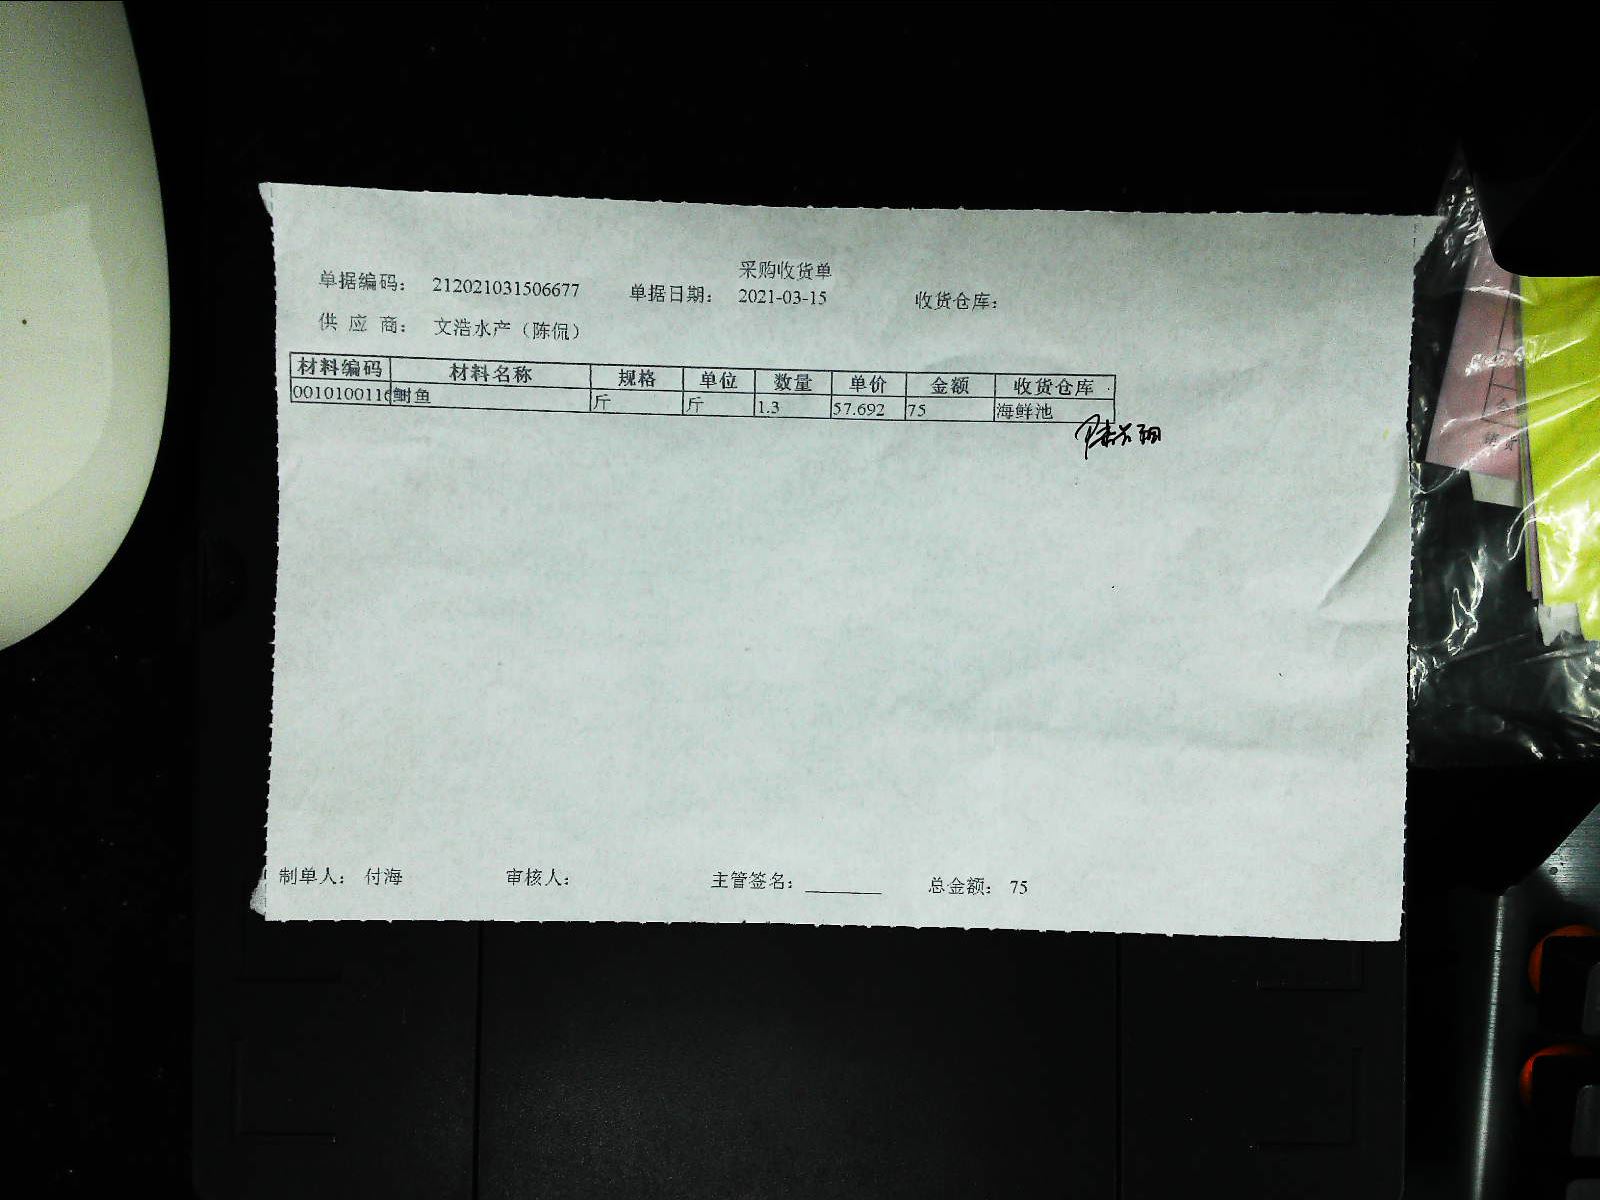 采购收货单
单据编码： 212021031506677 单据日期： 2021-03-15 收货仓库：
供 应 商： 文浩水产（陈侃）
材料编码 材料名称 规格 单位 数量 单价 金额 收货仓库
0010100116 鲥鱼 斤 斤 1.3 57.692 75 海鲜池
制单人： 付海 审核人： 主管签名：________ 总金额： 75